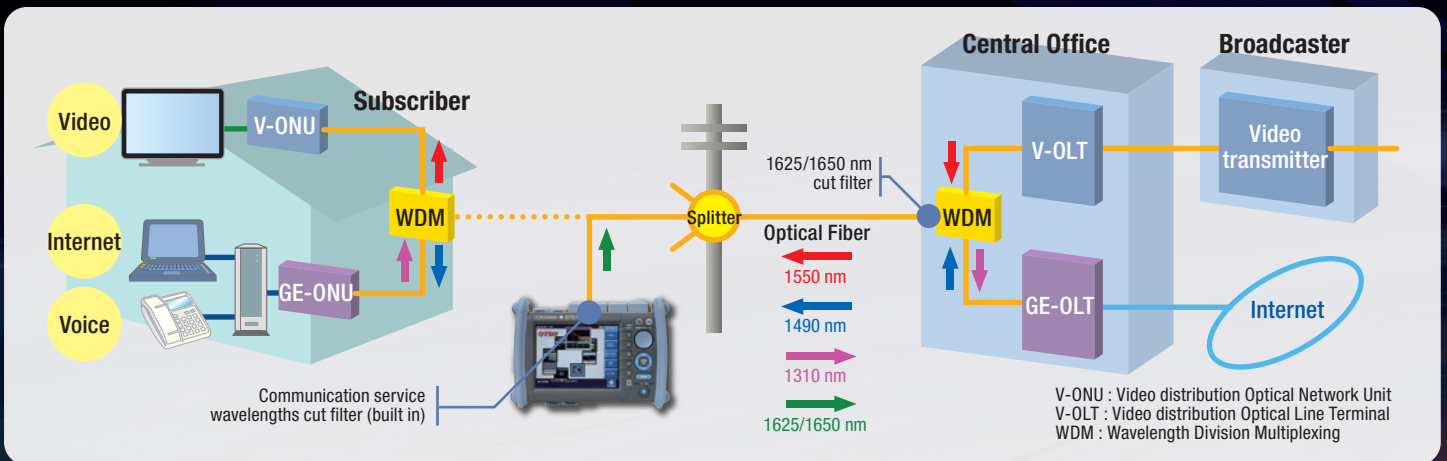 Central Office
Broadcaster
Subscriber
Video
V-ONU
Internet
Voice
GE-ONU
WDM
Splitter
1625/1650 nm
cut filter
WDM
V-OLT
GE-OLT
Video
transmitter
Internet
Optical Fiber
1550 nm
1490 nm
1310 nm
1625/1650 nm
Communication service
wavelengths cut filter (built in)
V-ONU : Video distribution Optical Network Unit
V-OLT : Video distribution Optical Line Terminal
WDM : Wavelength Division Multiplexing